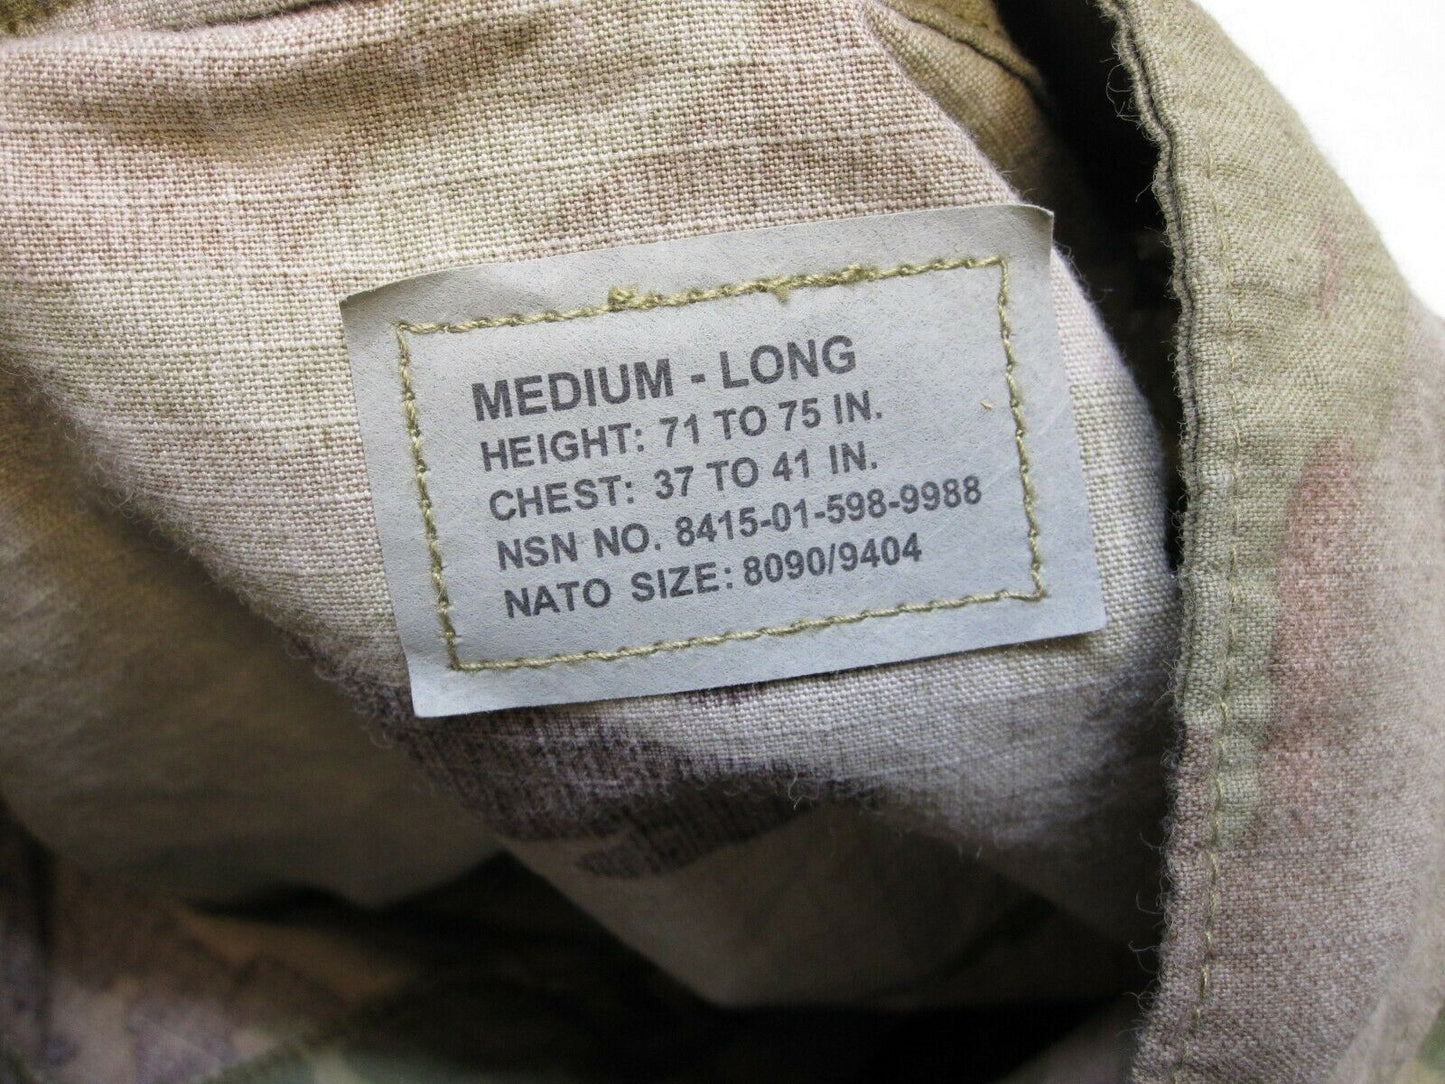 MEDIUM - LONG
HEIGHT: 71 TO 75 IN.
CHEST: 37 TO 41 IN.
NSN NO. 8415-01-598-9988
NATO SIZE: 8090/9404